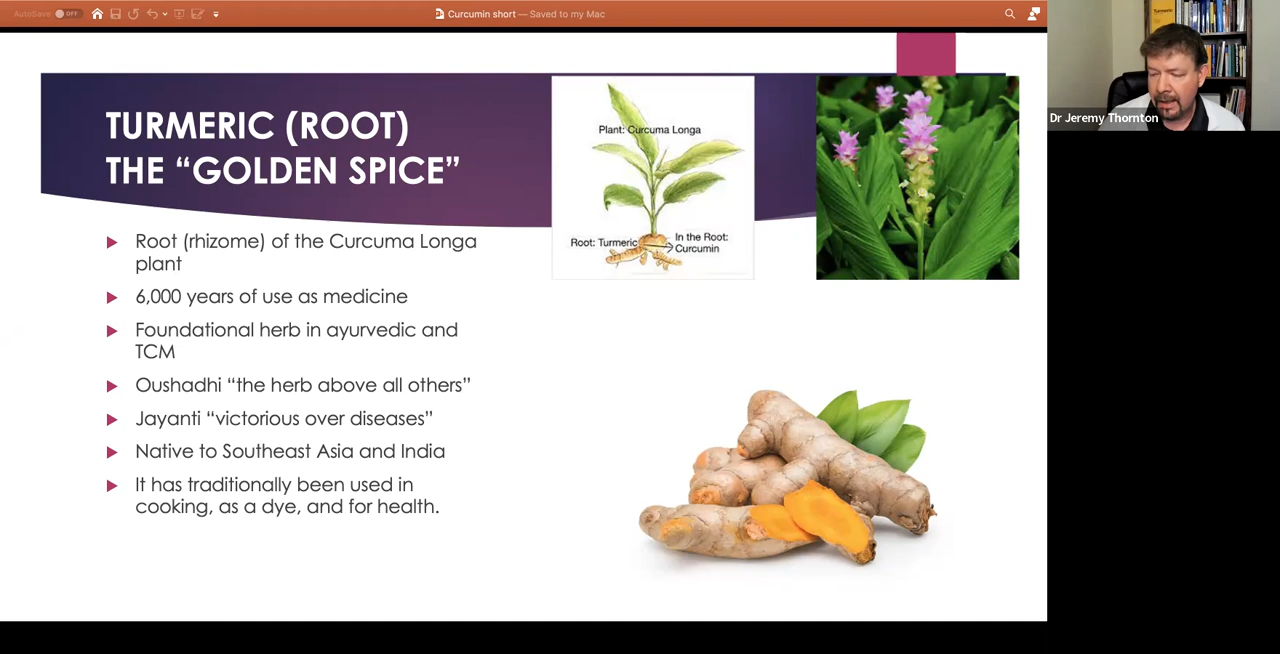 AutoSave OFF
Curcumin short — Saved to my Mac
TURMERIC (ROOT)
THE “GOLDEN SPICE”
Plant: Curcuma Longa
Root: Turmeric
In the Root:
Curcumin
Root (rhizome) of the Curcuma Longa
plant
6,000 years of use as medicine
Foundational herb in ayurvedic and
TCM
Oushadhi “the herb above all others”
Jayanti “victorious over diseases”
Native to Southeast Asia and India
It has traditionally been used in
cooking, as a dye, and for health.
Dr Jeremy Thornton